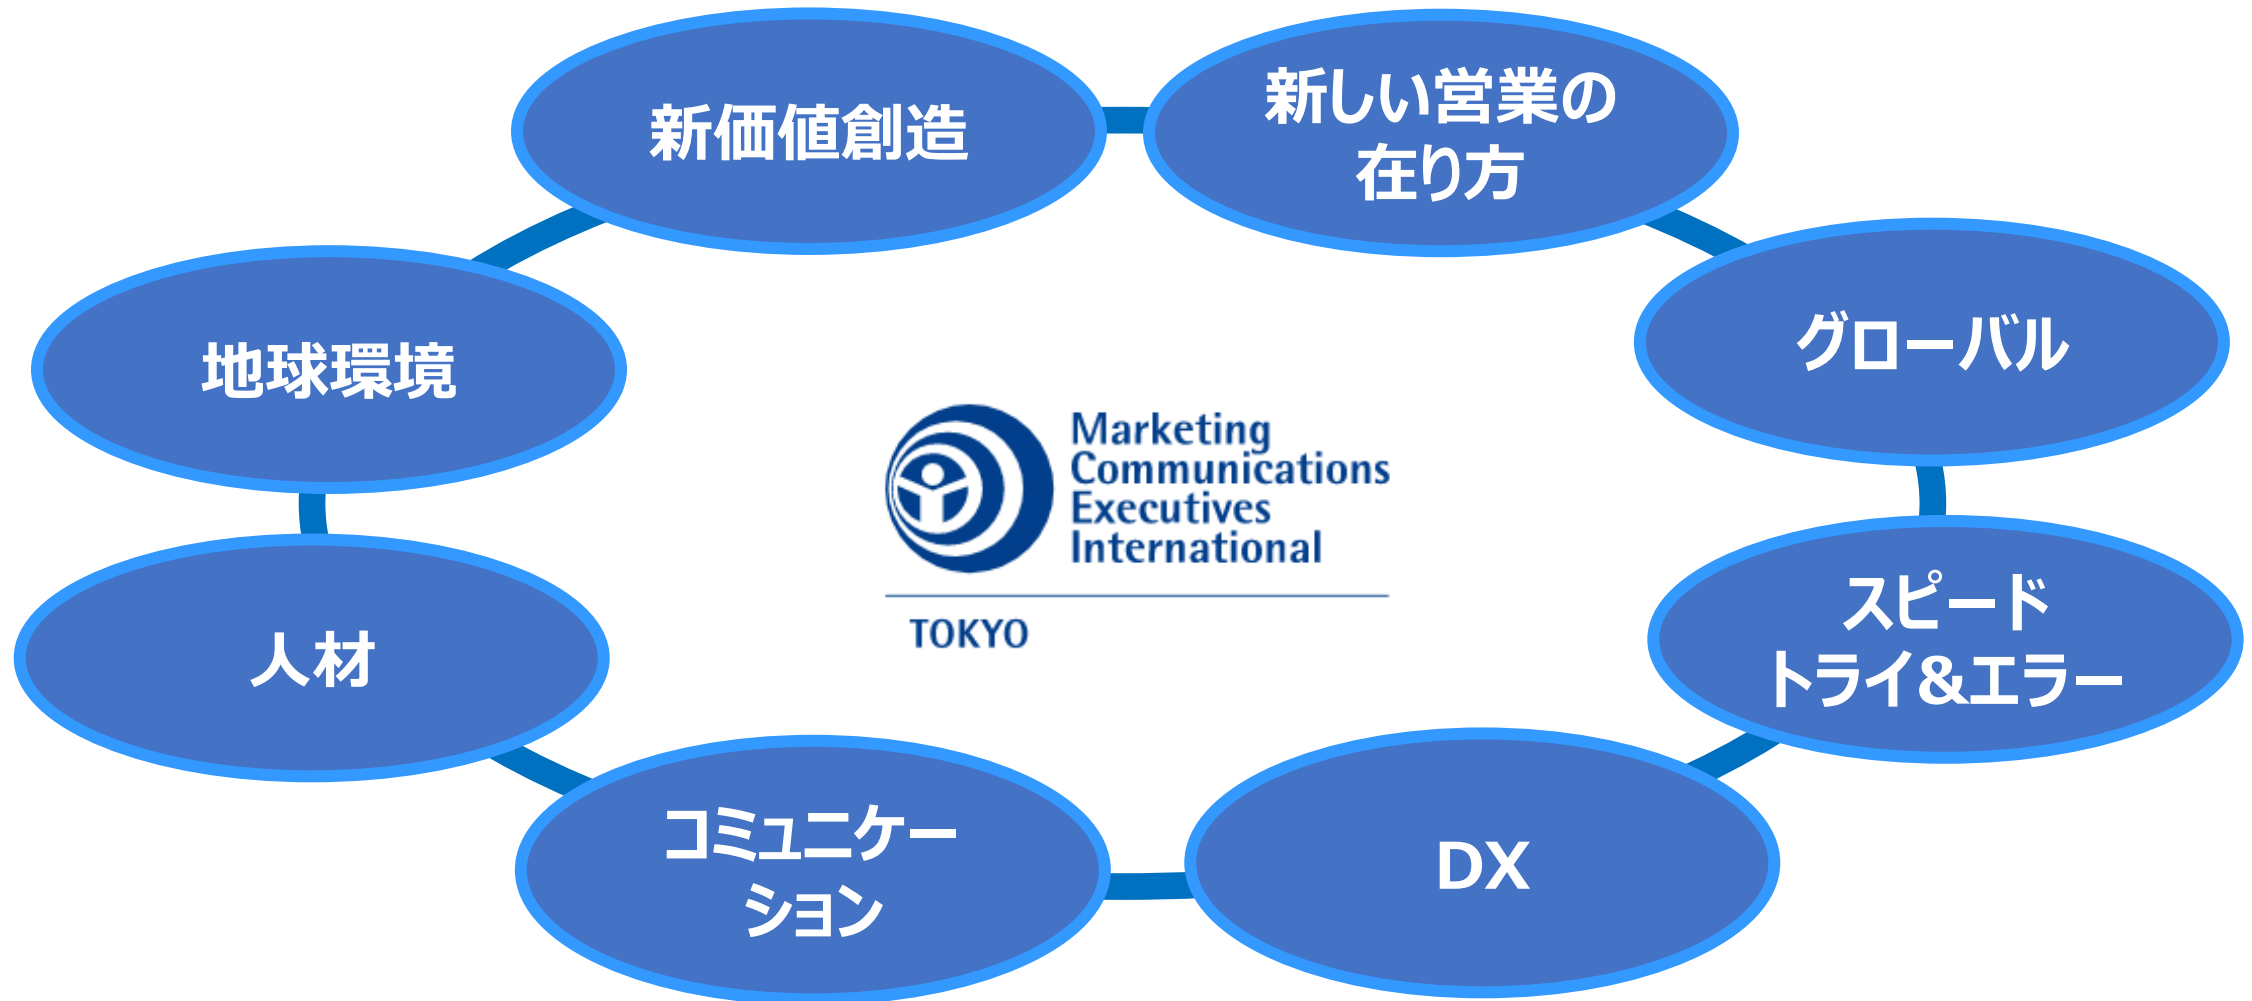 新価値創造
新しい営業の
在り方
地球環境
グローバル
Marketing
Communications
Executives
International
TOKYO
人材
スピード
トライ&エラー
コミュニケー
ション
DX